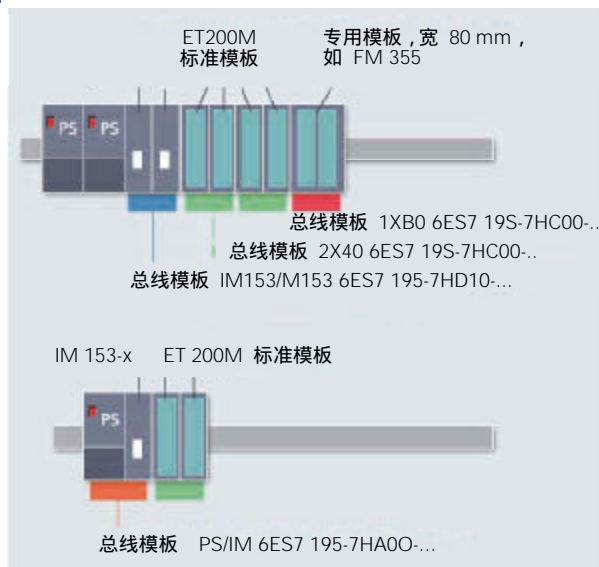 ET200M
标准模板
专用模板 ,宽 80 mm ,
如 FM 355
PS PS
总线模板 1XB0 6ES7 19S-7HC00-..
总线模板 2X40 6ES7 19S-7HC00-..
总线模板 IM153/M153 6ES7 195-7HD10-...
IM 153-x ET 200M 标准模板
PS
总线模板 PS/IM 6ES7 195-7HA0O-...